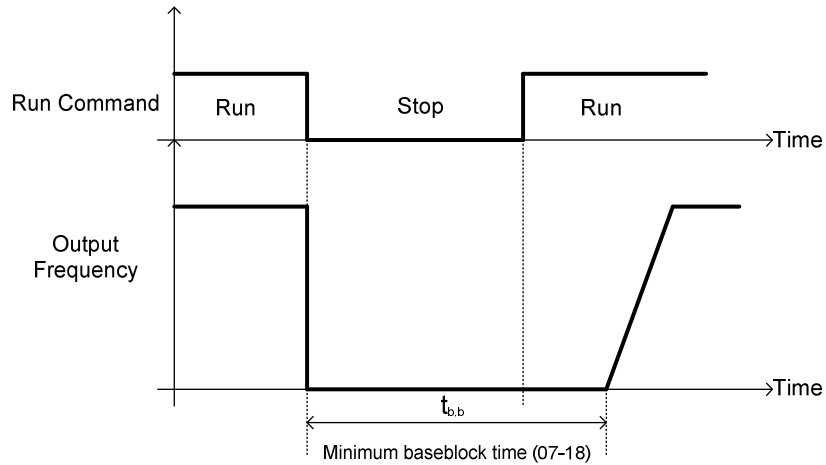 Run Command
Run
Stop
Run
Time
Output
Frequency
Time
tb.b
Minimum baseblock time (07-18)